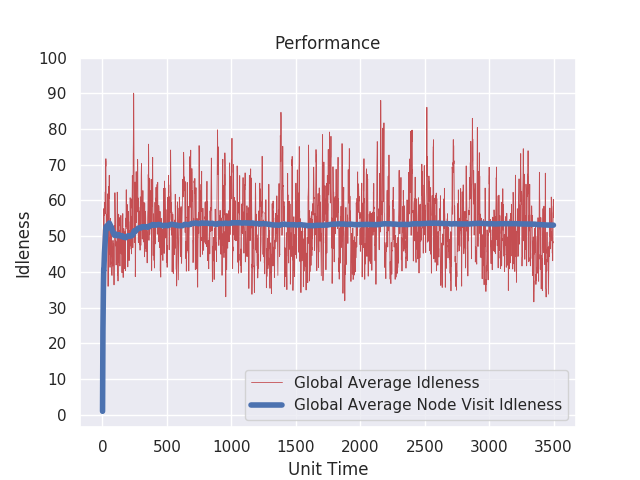 Performance
100
90
80
70
60
50
40
30
20
10
0
Idleness
0 500 1000 1500 2000 2500 3000 3500
Unit Time
Global Average Idleness
Global Average Node Visit Idleness